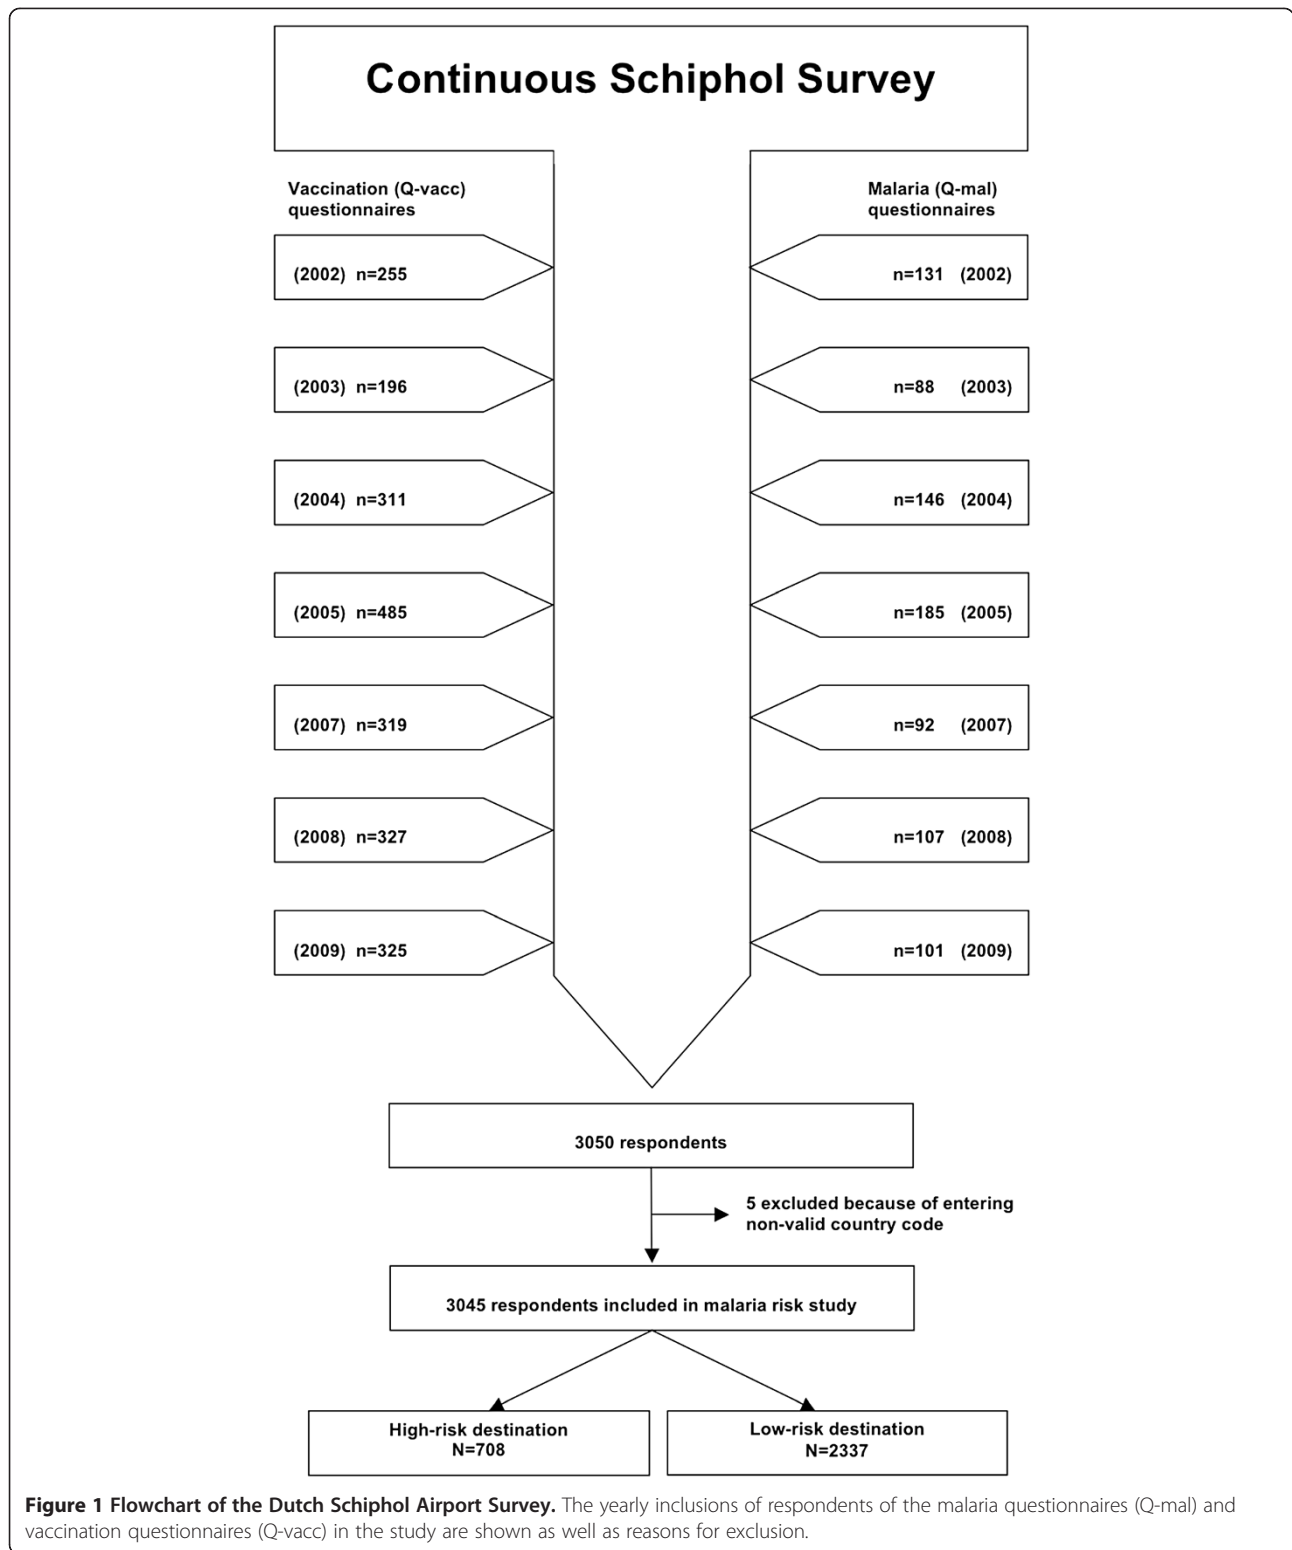 Continuous Schiphol Survey
Vaccination (Q-vacc)
questionnaires
Malaria (Q-mal)
questionnaires
(2002) n=255
n=131 (2002)
(2003) n=196
n=88 (2003)
(2004) n=311
n=146 (2004)
(2005) n=485
n=185 (2005)
(2007) n=319
n=92 (2007)
(2008) n=327
n=107 (2008)
(2009) n=325
n=101 (2009)
3050 respondents
5 excluded because of entering
non-valid country code
3045 respondents included in malaria risk study
High-risk destination
N=708
Low-risk destination
N=2337
Figure 1 Flowchart of the Dutch Schiphol Airport Survey. The yearly inclusions of respondents of the malaria questionnaires (Q-mal) and
vaccination questionnaires (Q-vacc) in the study are shown as well as reasons for exclusion.